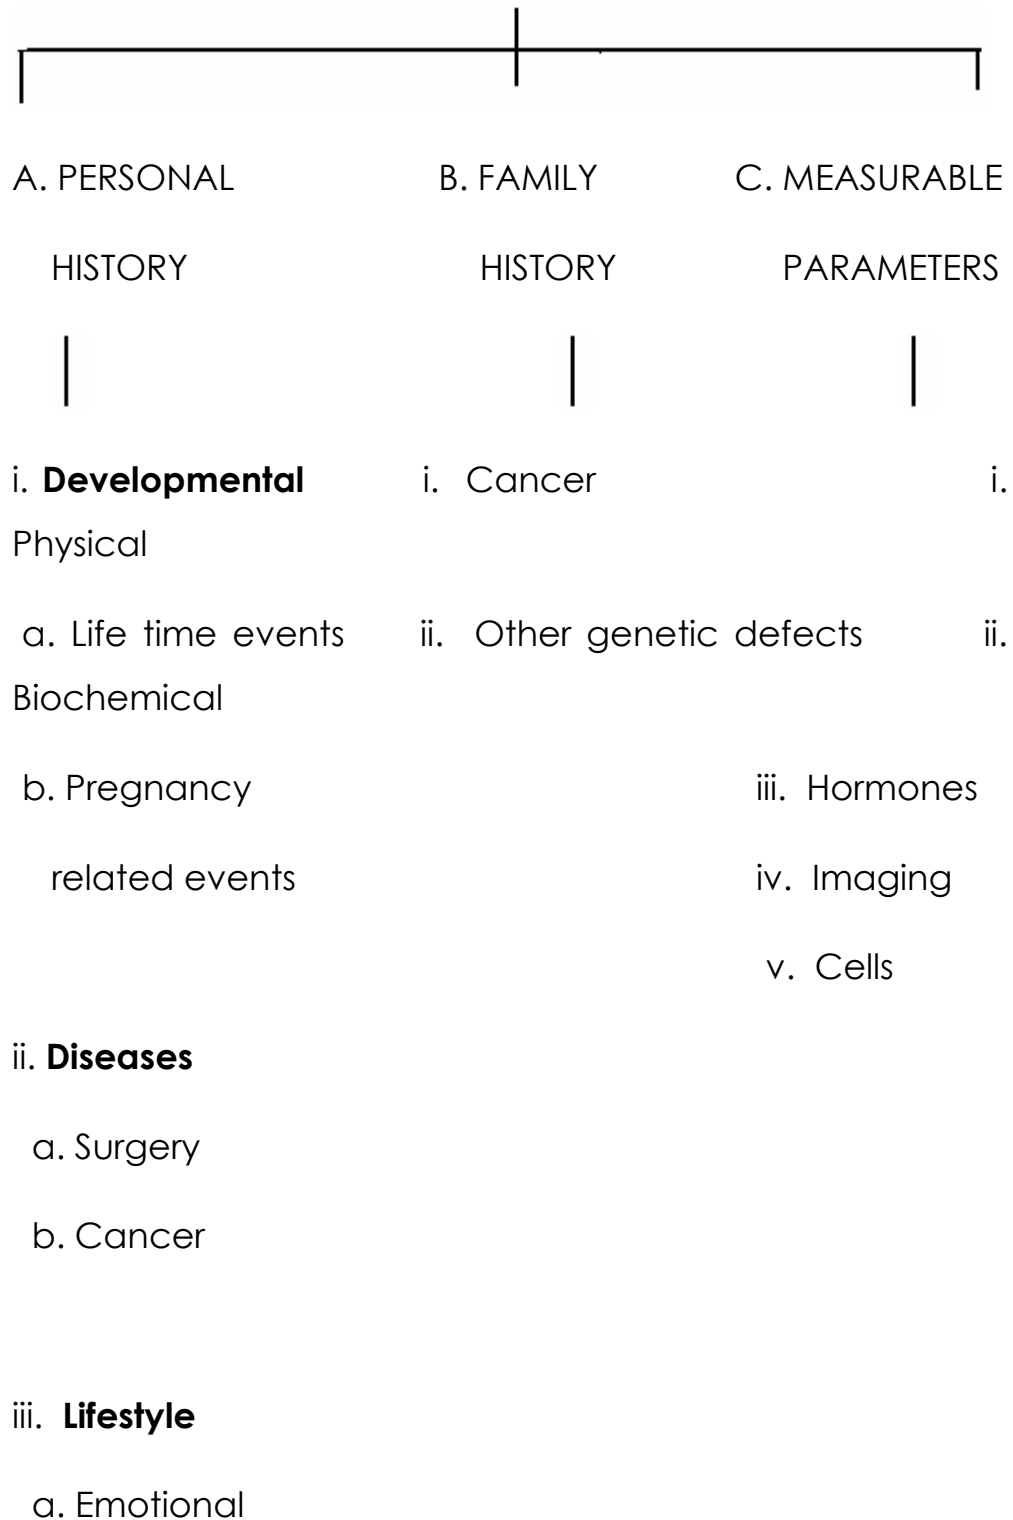 A. PERSONAL B. FAMILY C. MEASURABLE
HISTORY HISTORY PARAMETERS
i. Developmental i. Cancer i.
Physical
a. Life time events ii. Other genetic defects ii.
Biochemical
b. Pregnancy iii. Hormones
related events iv. Imaging
v. Cells
ii. Diseases
a. Surgery
b. Cancer
iii. Lifestyle
a. Emotional